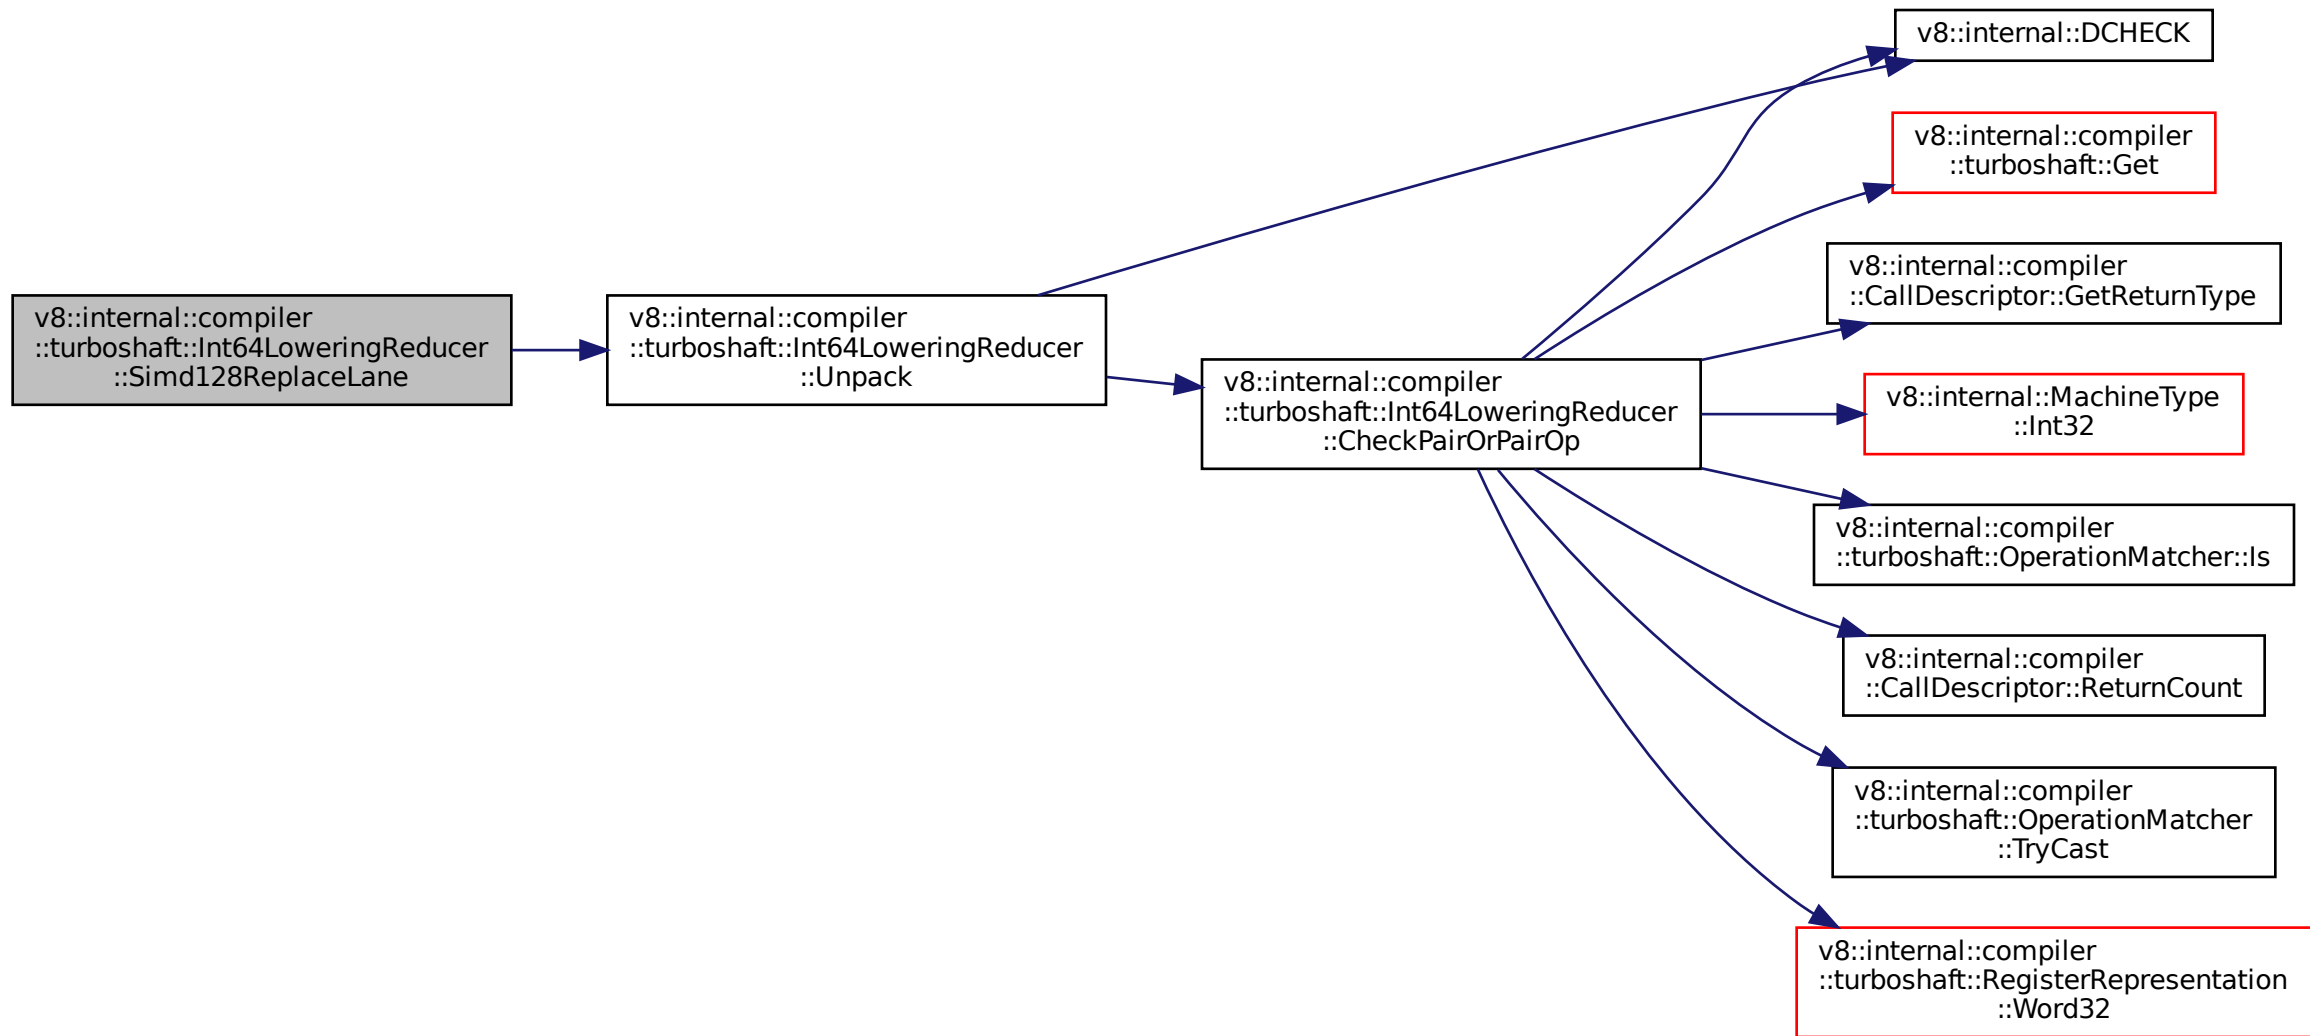 v8::internal::compiler
::turboshaft::Int64LoweringReducer
::Simd128ReplaceLane
v8::internal::compiler
::turboshaft::Int64LoweringReducer
::Unpack
v8::internal::compiler
::turboshaft::Int64LoweringReducer
::CheckPairOrPairOp
v8::internal::DCHECK
v8::internal::compiler
::turboshaft::Get
v8::internal::compiler
::CallDescriptor::GetReturnType
v8::internal::MachineType
::Int32
v8::internal::compiler
::turboshaft::OperationMatcher::Is
v8::internal::compiler
::CallDescriptor::ReturnCount
v8::internal::compiler
::turboshaft::OperationMatcher
::TryCast
v8::internal::compiler
::turboshaft::RegisterRepresentation
::Word32